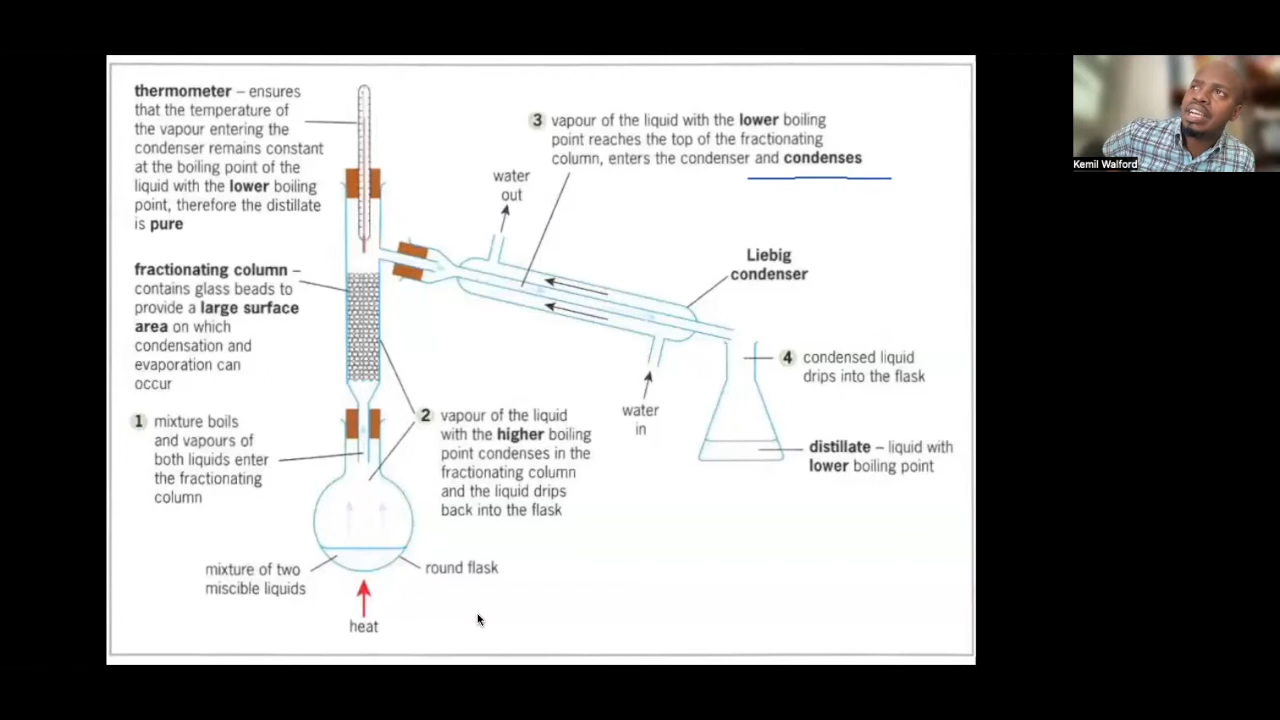 thermometer – ensures
that the temperature of
the vapour entering the
condenser remains constant
at the boiling point of the
liquid with the lower boiling
point, therefore the distillate
is pure
fractionating column –
contains glass beads to
provide a large surface
area on which
condensation and
evaporation can
occur
1 mixture boils
and vapours of
both liquids enter
the fractionating
column
mixture of two
miscible liquids
heat
round flask
2 vapour of the liquid
with the higher boiling
point condenses in the
fractionating column
and the liquid drips
back into the flask
3 vapour of the liquid with the lower boiling
point reaches the top of the fractionating
column, enters the condenser and condenses
water
out
Liebig
condenser
water
in
4 condensed liquid
drips into the flask
distillate – liquid with
lower boiling point
Kemil Walford